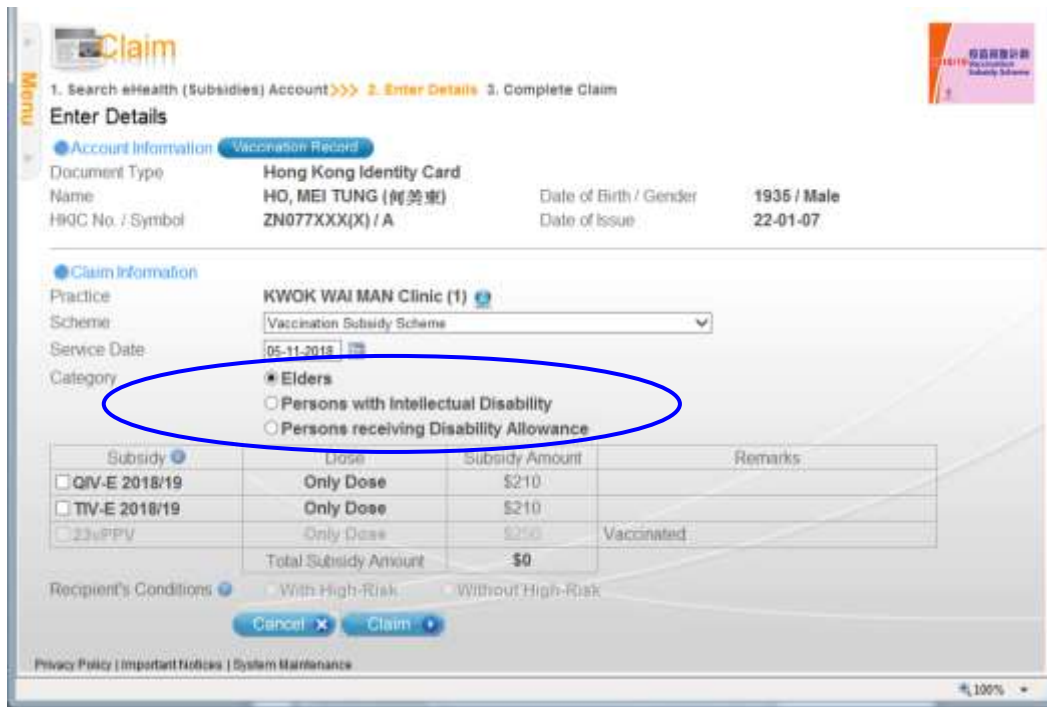 Claim
Menu
1. Search eHealth (Subsidies) Account>>> 2. Enter Details 3. Complete Claim
Enter Details
Account Information Vaccination Record
Document Type Hong Kong Identity Card
Name HO, MEI TUNG (何美東) Date of Birth / Gender 1935 / Male
HKIC No. / Symbol ZN077XXX(X) / A Date of Issue 22-01-07
Claim Information
Practice KWOK WAI MAN Clinic (1)
Scheme Vaccination Subsidy Scheme
Service Date 05-11-2018
Category Elders
Persons with Intellectual Disability
Persons receiving Disability Allowance
Subsidy Dose Subsidy Amount Remarks
QIV-E 2018/19 Only Dose $210
TIV-E 2018/19 Only Dose $210
23vPPV Only Dose $250 Vaccinated
Total Subsidy Amount $0
Recipient's Conditions With High-Risk Without High-Risk
Cancel Claim
Privacy Policy | Important Notices | System Maintenance
100%